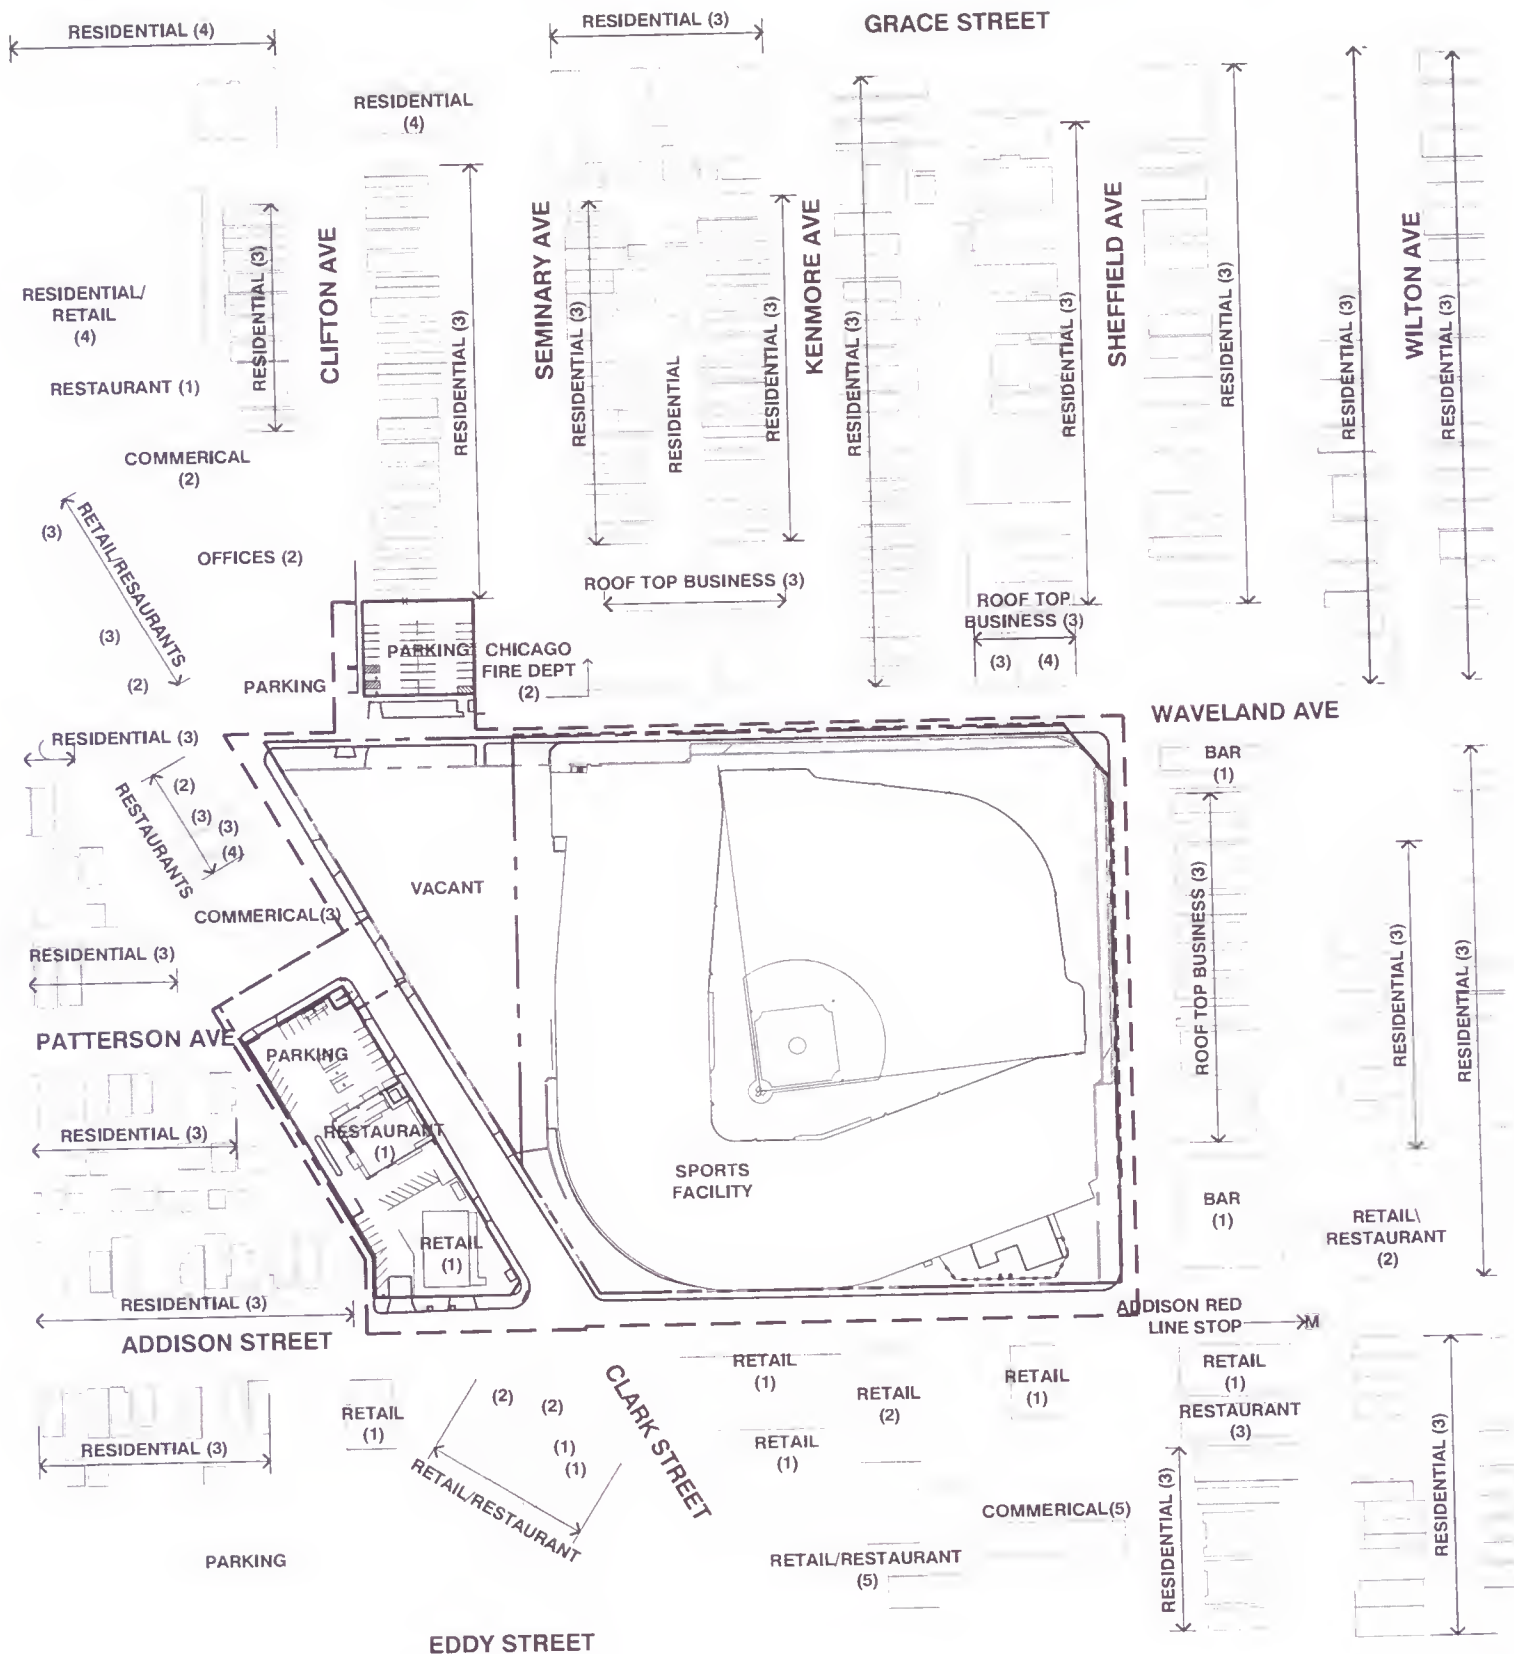 RESIDENTIAL (4)
RESIDENTIAL (3)
GRACE STREET
RESIDENTIAL
(4)
RESIDENTIAL (3)
CLIFTON AVE
RESIDENTIAL (3)
SEMINARY AVE
RESIDENTIAL (3)
RESIDENTIAL
RESIDENTIAL (3)
KENMORE AVE
RESIDENTIAL (3)
RESIDENTIAL (3)
SHEFFIELD AVE
RESIDENTIAL (3)
RESIDENTIAL (3)
WILTON AVE
RESIDENTIAL (3)
RESIDENTIAL/
RETAIL
(4)
RESTAURANT (1)
COMMERICAL
(2)
RETAIL/RESAURANTS
(3)
(3)
(2)
OFFICES (2)
ROOF TOP BUSINESS (3)
ROOF TOP
BUSINESS (3)
(3)
(4)
PARKING
PARKING
CHICAGO
FIRE DEPT
(2)
WAVELAND AVE
RESIDENTIAL (3)
RESTAURANTS
(2)
(3)
(3)
(4)
BAR
(1)
VACANT
COMMERICAL(3)
ROOF TOP BUSINESS (3)
RESIDENTIAL (3)
RESIDENTIAL (3)
RESIDENTIAL (3)
PATTERSON AVE
PARKING
RESIDENTIAL (3)
RESTAURANT
(1)
SPORTS
FACILITY
BAR
(1)
RETAIL\
RESTAURANT
(2)
RETAIL
(1)
RESIDENTIAL (3)
ADDISON RED
LINE STOP
M
ADDISON STREET
CLARK STREET
RETAIL
(1)
RETAIL
(1)
RETAIL
(1)
RETAIL
(2)
RETAIL
(1)
(2)
(2)
(1)
(1)
RETAIL/RESTAURANT
RESTAURANT
(3)
RESIDENTIAL (3)
RETAIL
(1)
RESIDENTIAL (3)
RESIDENTIAL (3)
COMMERICAL(5)
PARKING
RETAIL/RESTAURANT
(5)
EDDY STREET